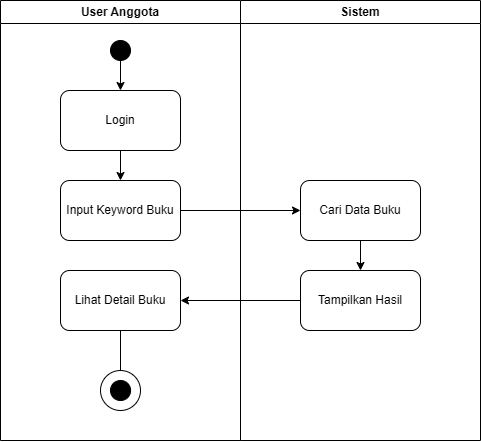 User Anggota
Sistem
Login
Input Keyword Buku
Cari Data Buku
Lihat Detail Buku
Tampilkan Hasil